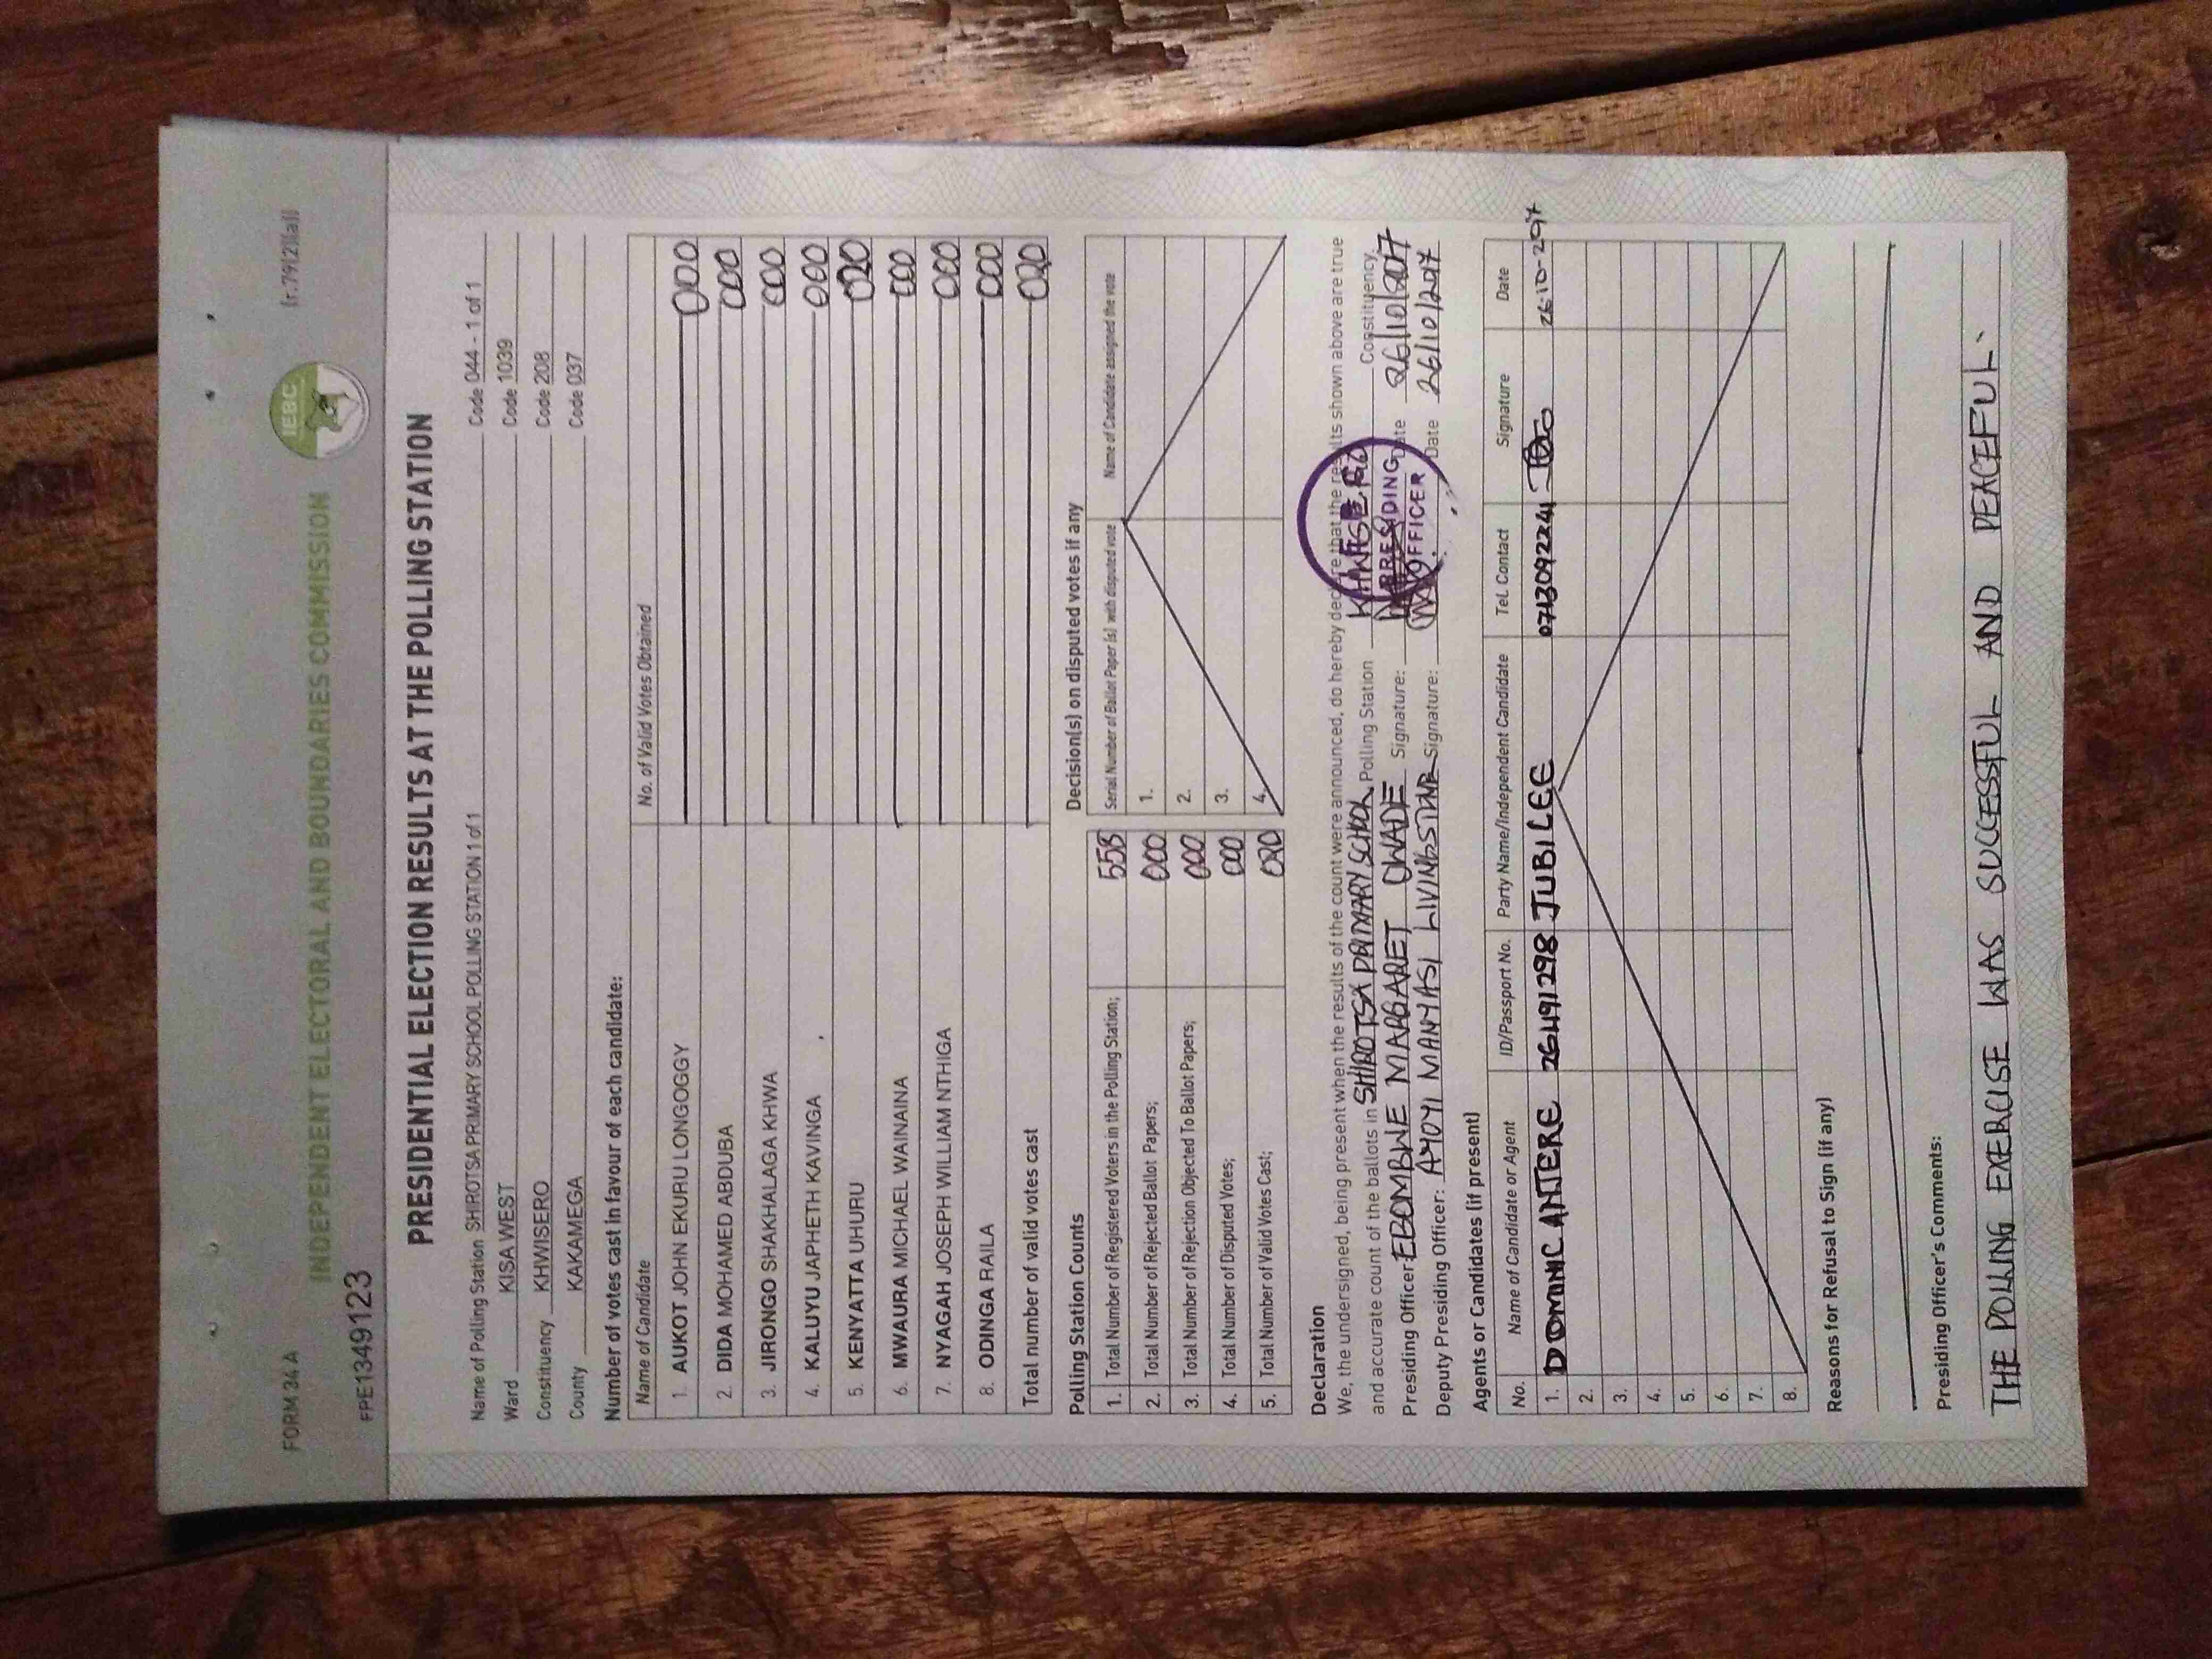 FORM 34 A
(r.79(2)(a))
INDEPENDENT ELECTORAL AND BOUNDARIES COMMISSION
IEBC
FPE1349123
PRESIDENTIAL ELECTION RESULTS AT THE POLLING STATION
Name of Polling Station SHIROTSA PRIMARY SCHOOL POLLING STATION 1 of 1 Code 044 - 1 of 1
Ward KISA WEST Code 1039
Constituency KHWISERO Code 208
County KAKAMEGA Code 037
Number of votes cast in favour of each candidate:
Name of Candidate No. of Valid Votes Obtained
1. AUKOT JOHN EKURU LONGOGGY 000
2. DIDA MOHAMED ABDUBA 000
3. JIRONGO SHAKHALAGA KHWA 000
4. KALUYU JAPHETH KAVINGA 000
5. KENYATTA UHURU 020
6. MWAURA MICHAEL WAINAINA 000
7. NYAGAH JOSEPH WILLIAM NTHIGA 000
8. ODINGA RAILA 000
Total number of valid votes cast 020
Polling Station Counts
1. Total Number of Registered Voters in the Polling Station; 558
2. Total Number of Rejected Ballot Papers; 000
3. Total Number of Rejection Objected To Ballot Papers; 000
4. Total Number of Disputed Votes; 000
5. Total Number of Valid Votes Cast; 020
Decision(s) on disputed votes if any
Serial Number of Ballot Paper (s) with disputed vote Name of Candidate assigned the vote
1.
2.
3.
4.
Declaration
We, the undersigned, being present when the results of the count were announced, do hereby declare that the results shown above are true
and accurate count of the ballots in SHIROTSA PRIMARY SCHOOL Polling Station Constituency
Presiding Officer: EBOMBWE MARGARET OWADE Signature: Date 26/10/2017
Deputy Presiding Officer: AYOYI MANYASI LIVINGSTONE Signature: Date 26/10/2017
PRESIDING
OFFICER
Agents or Candidates (if present)
No. Name of Candidate or Agent ID/Passport No. Party Name/Independent Candidate Tel. Contact Signature Date
1. DOMINIC ANJERE 26491298 JUBILEE 0713092241 26-10-2017
2.
3.
4.
5.
6.
7.
8.
Reasons for Refusal to Sign (if any)
Presiding Officer's Comments:
THE POLLING EXERCISE WAS SUCCESSFUL AND PEACEFUL.